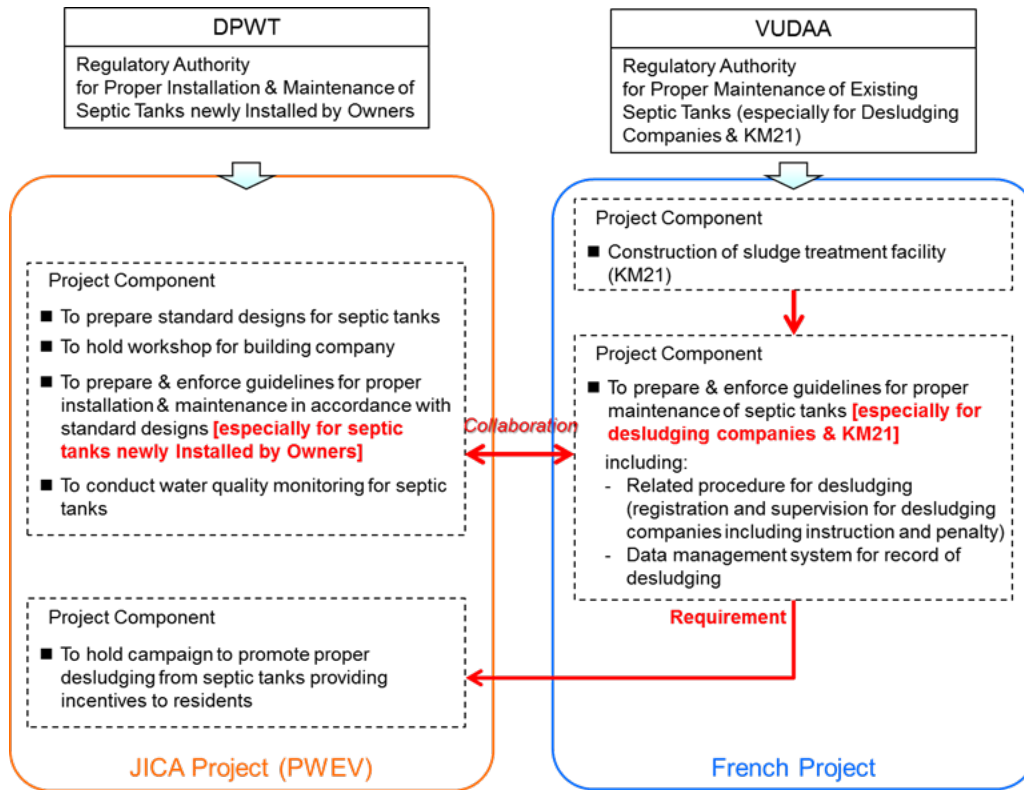 DPWT
Regulatory Authority
for Proper Installation & Maintenance of
Septic Tanks newly Installed by Owners
VUDAA
Regulatory Authority
for Proper Maintenance of Existing
Septic Tanks (especially for Desludging
Companies & KM21)
Project Component
■ To prepare standard designs for septic tanks
■ To hold workshop for building company
■ To prepare & enforce guidelines for proper
installation & maintenance in accordance with
standard designs [especially for septic
tanks newly Installed by Owners]
■ To conduct water quality monitoring for septic
tanks
Project Component
■ To hold campaign to promote proper
desludging from septic tanks providing
incentives to residents
JICA Project (PWEV)
Collaboration
Project Component
■ Construction of sludge treatment facility
(KM21)
Project Component
■ To prepare & enforce guidelines for proper
maintenance of septic tanks [especially for
desludging companies & KM21]
including:
- Related procedure for desludging
(registration and supervision for desludging
companies including instruction and penalty)
- Data management system for record of
desludging
Requirement
French Project